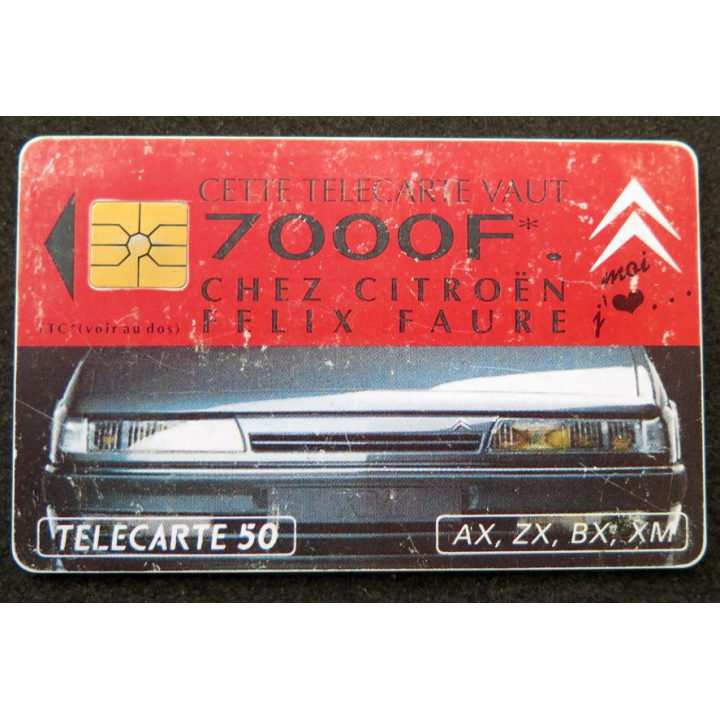 CETTE TELECARTE VAUT
7000F*.
CHEZ CITROËN
FELIX FAURE
TTC*(voir au dos)
moi
j'❤...
TELECARTE 50
AX, ZX, BX, XM